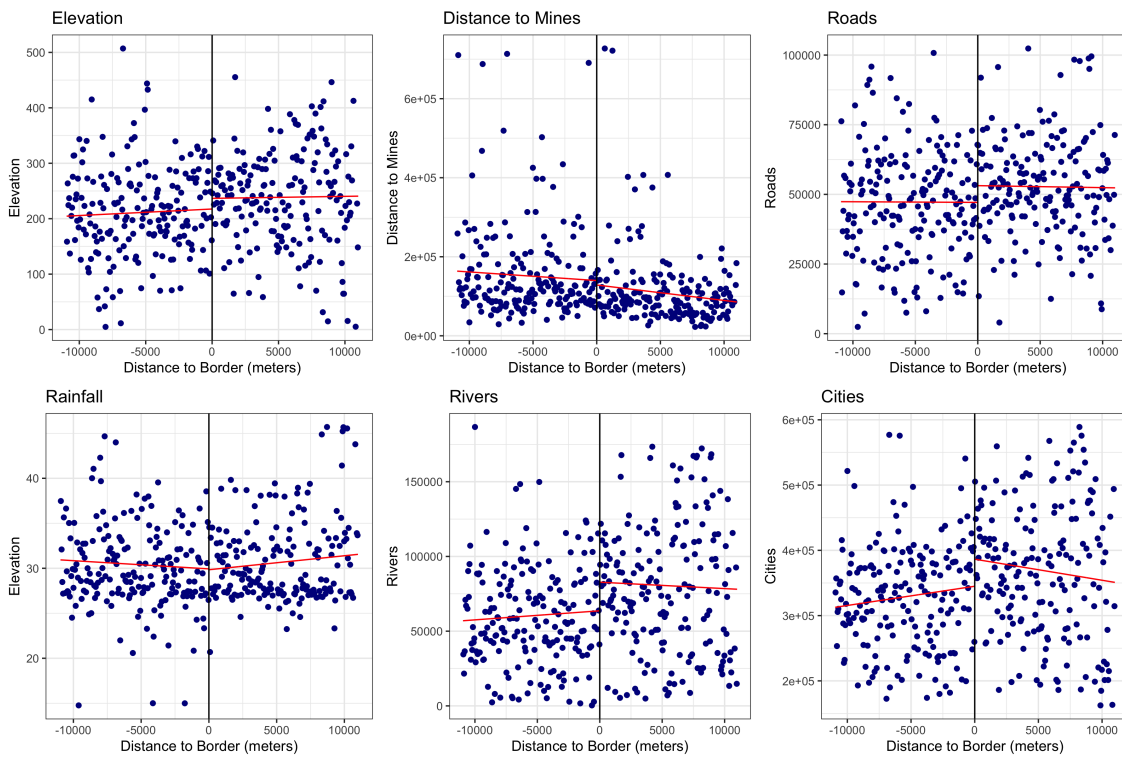 Elevation
Distance to Mines
Roads
500
400
300
200
100
0
Elevation
-10000 -5000 0 5000 10000
Distance to Border (meters)
6e+05
4e+05
2e+05
0e+00
Distance to Mines
-10000 -5000 0 5000 10000
Distance to Border (meters)
100000
75000
50000
25000
0
Roads
-10000 -5000 0 5000 10000
Distance to Border (meters)
Rainfall
Rivers
Cities
40
30
20
Elevation
-10000 -5000 0 5000 10000
Distance to Border (meters)
150000
100000
50000
0
Rivers
-10000 -5000 0 5000 10000
Distance to Border (meters)
6e+05
5e+05
4e+05
3e+05
2e+05
Cities
-10000 -5000 0 5000 10000
Distance to Border (meters)